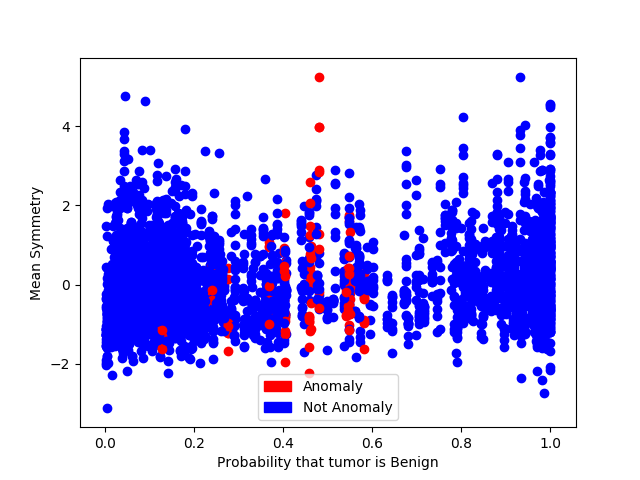 4
2
0
−2
Mean Symmetry
Anomaly
Not Anomaly
0.0 0.2 0.4 0.6 0.8 1.0
Probability that tumor is Benign